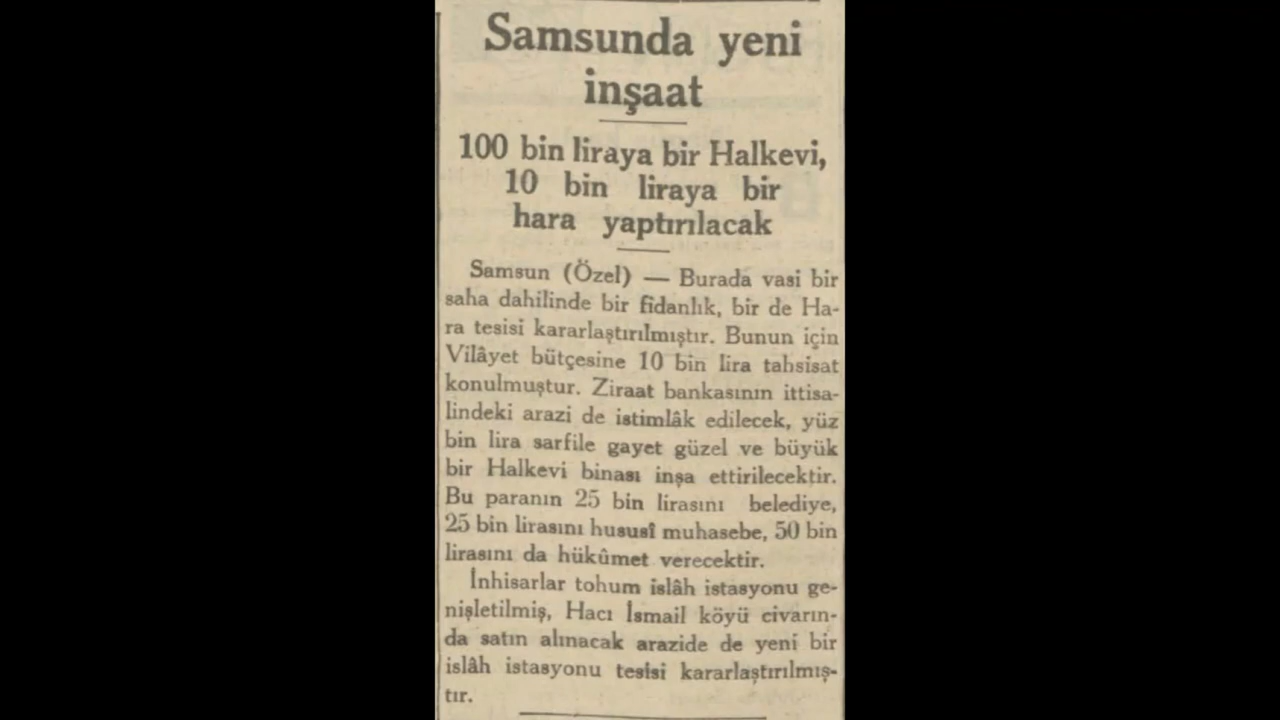 Samsunda yeni
inşaat
100 bin liraya bir Halkevi,
10 bin liraya bir
hara yaptırılacak
Samsun (Özel) — Burada vasi bir
saha dahilinde bir fidanlık, bir de Ha-
ra tesisi kararlaştırılmıştır. Bunun için
Vilâyet bütçesine 10 bin lira tahsisat
konulmuştur. Ziraat bankasının ittisa-
lindeki arazi de istimlâk edilecek, yüz
bin lira sarfile gayet güzel ve büyük
bir Halkevi binası inşa ettirilecektir.
Bu paranın 25 bin lirasını belediye,
25 bin lirasını hususî muhasebe, 50 bin
lirasını da hükûmet verecektir.
İnhisarlar tohum islâh istasyonu ge-
nişletilmiş, Hacı İsmail köyü civarın-
da satın alınacak arazide de yeni bir
islâh istasyonu tesisi kararlaştırılmış-
tır.